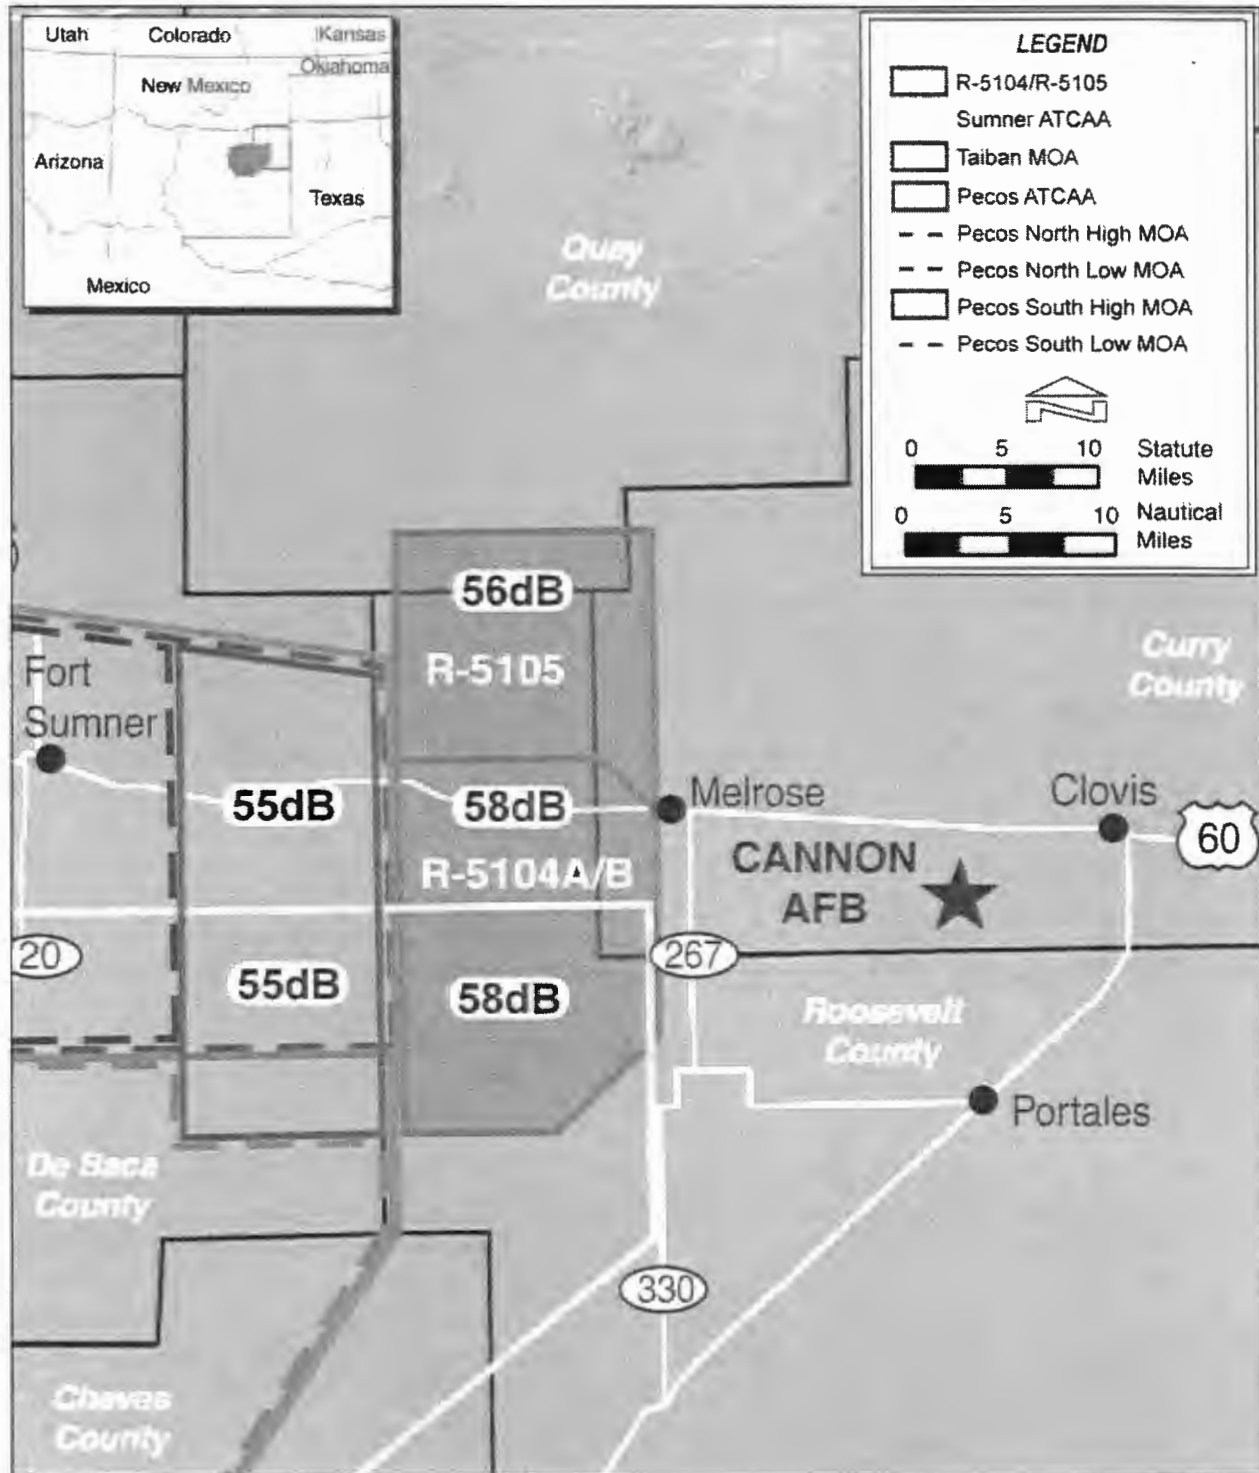 Utah Colorado Kansas
Oklahoma
New Mexico
Arizona
Texas
Mexico
LEGEND
R-5104/R-5105
Sumner ATCAA
Taiban MOA
Pecos ATCAA
Pecos North High MOA
Pecos North Low MOA
Pecos South High MOA
Pecos South Low MOA
N
0 5 10 Statute
Miles
0 5 10 Nautical
Miles
Quay
County
56dB
R-5105
Curry
County
Fort
Sumner
55dB
58dB
Melrose
Clovis
60
R-5104A/B
CANNON
AFB
20
267
55dB
58dB
Roosevelt
County
Portales
De Baca
County
330
Chaves
County